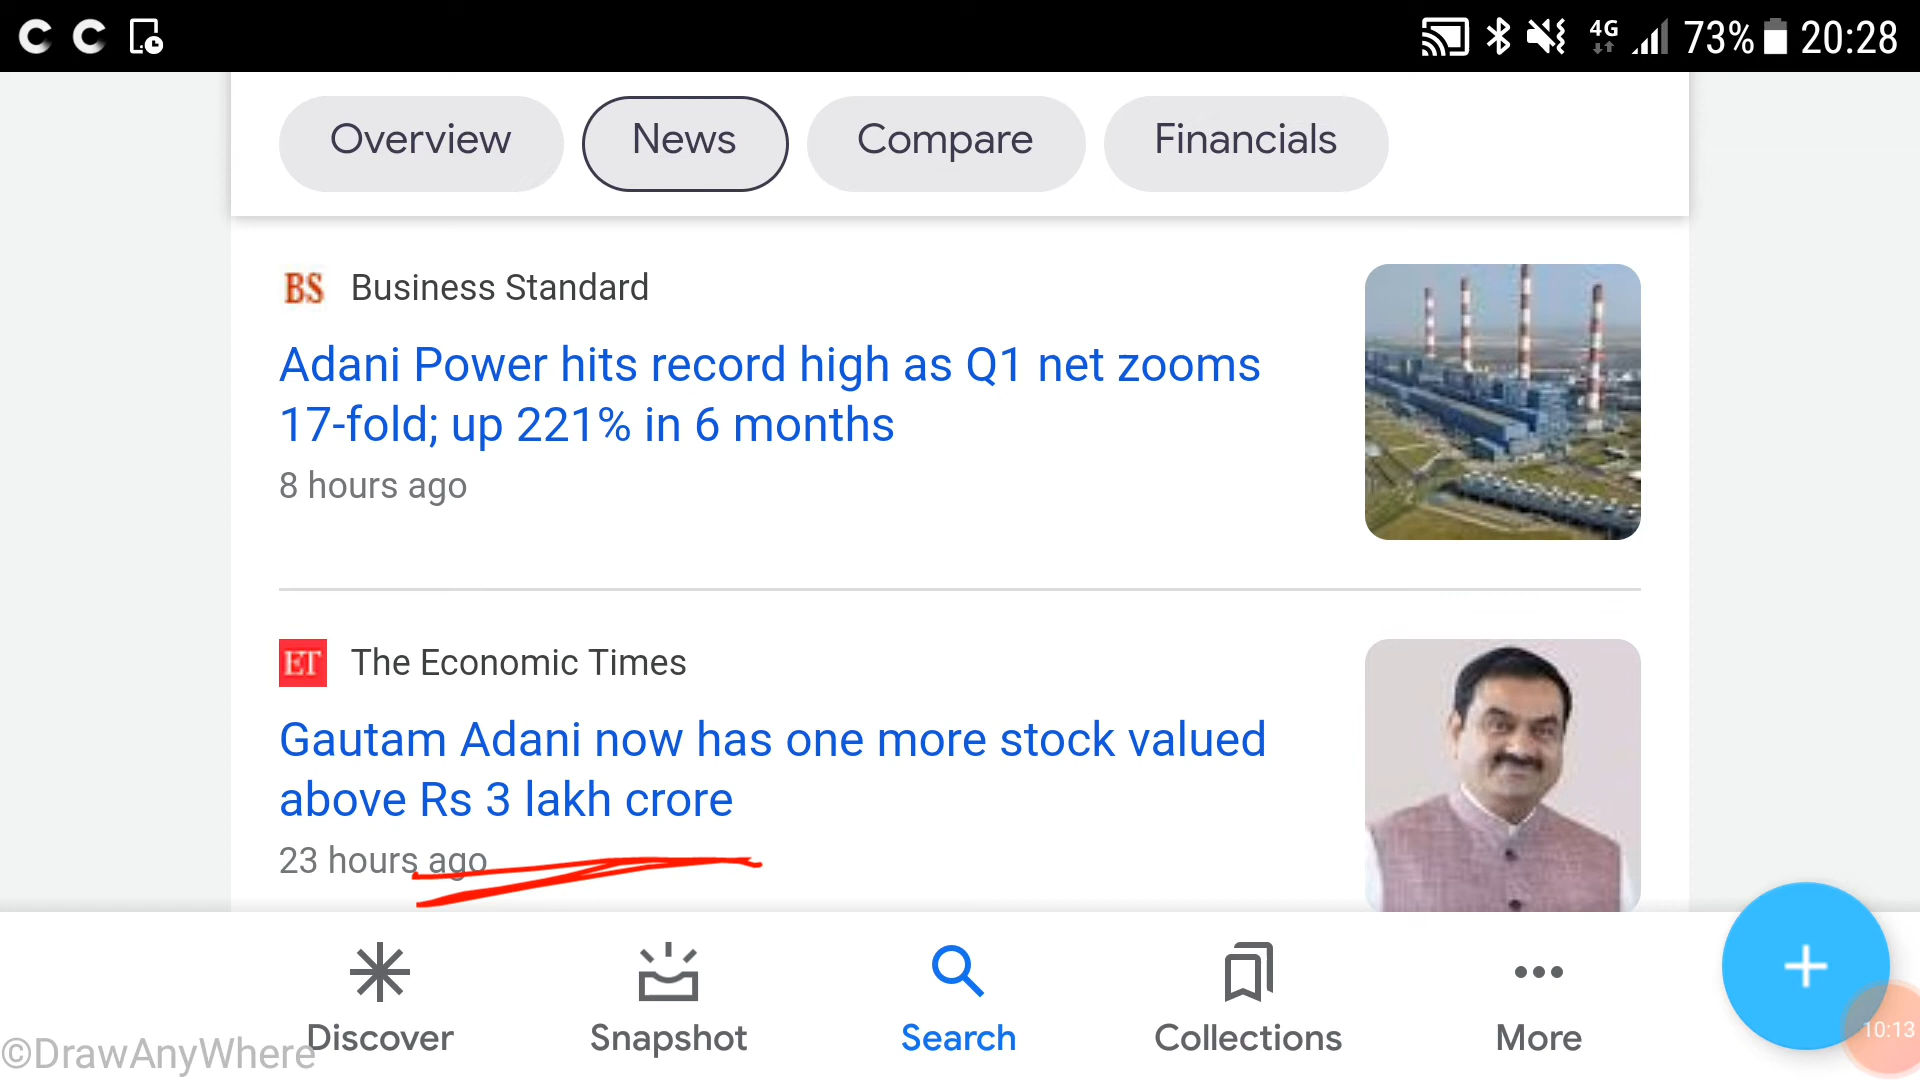 4G 73% 20:28
Overview News Compare Financials
BS Business Standard
Adani Power hits record high as Q1 net zooms
17-fold; up 221% in 6 months
8 hours ago
ET The Economic Times
Gautam Adani now has one more stock valued
above Rs 3 lakh crore
23 hours ago
Discover Snapshot Search Collections More
10:13
©DrawAnyWhere